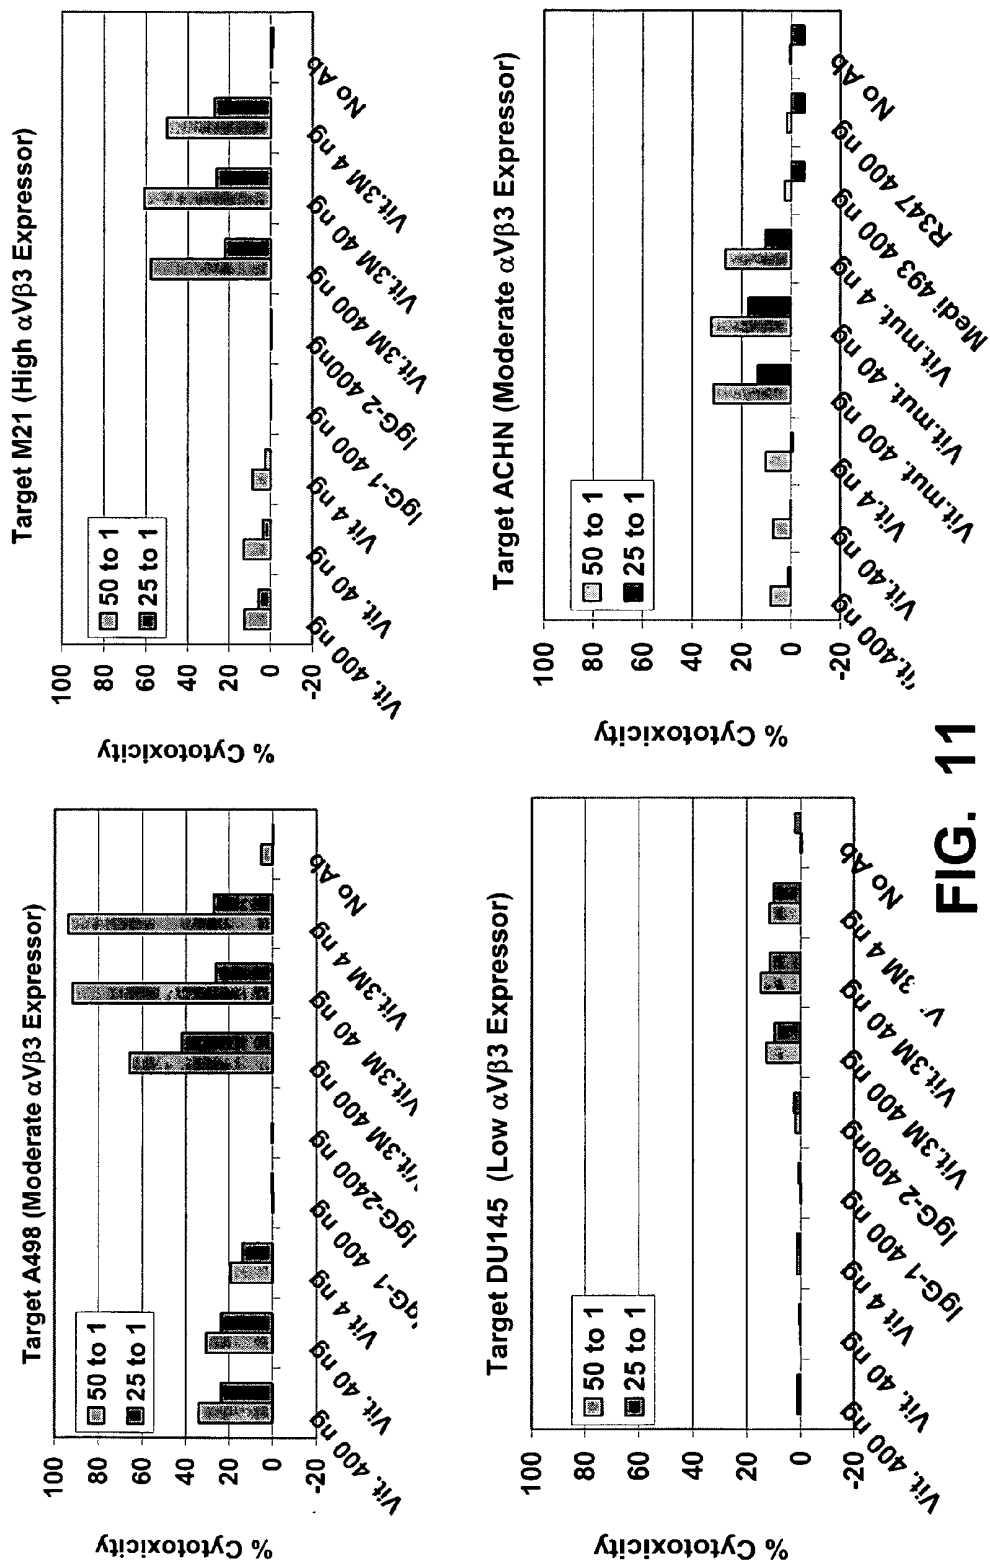 Target A498 (Moderate αVβ3 Expressor)
% Cytotoxicity
100
80
60
40
20
0
-20
50 to 1
25 to 1
Vit. 400 ng
Vit. 40 ng
Vit 4 ng
IgG-1 400 ng
IgG-2400 ng
Vit.3M 400 ng
Vit.3M 40 ng
Vit.3M 4 ng
No Ab
Target M21 (High αVβ3 Expressor)
% Cytotoxicity
100
80
60
40
20
0
-20
50 to 1
25 to 1
Vit. 400 ng
Vit. 40 ng
Vit 4 ng
IgG-1 400 ng
IgG-2 400ng
Vit.3M 400 ng
Vit.3M 40 ng
Vit.3M 4 ng
No Ab
Target DU145 (Low αVβ3 Expressor)
% Cytotoxicity
100
80
60
40
20
0
-20
50 to 1
25 to 1
Vit. 400 ng
Vit. 40 ng
Vit 4 ng
IgG-1 400 ng
IgG-2 400ng
Vit.3M 400 ng
Vit.3M 40 ng
3M 4 ng
No Ab
Target ACHN (Moderate αVβ3 Expressor)
% Cytotoxicity
100
80
60
40
20
0
-20
50 to 1
25 to 1
Vit.400 ng
Vit.40 ng
Vit.4 ng
Vit.mut. 400 ng
Vit.mut. 40 ng
Vit.mut. 4 ng
Medi 493 400 ng
R347 400 ng
No Ab
FIG. 11